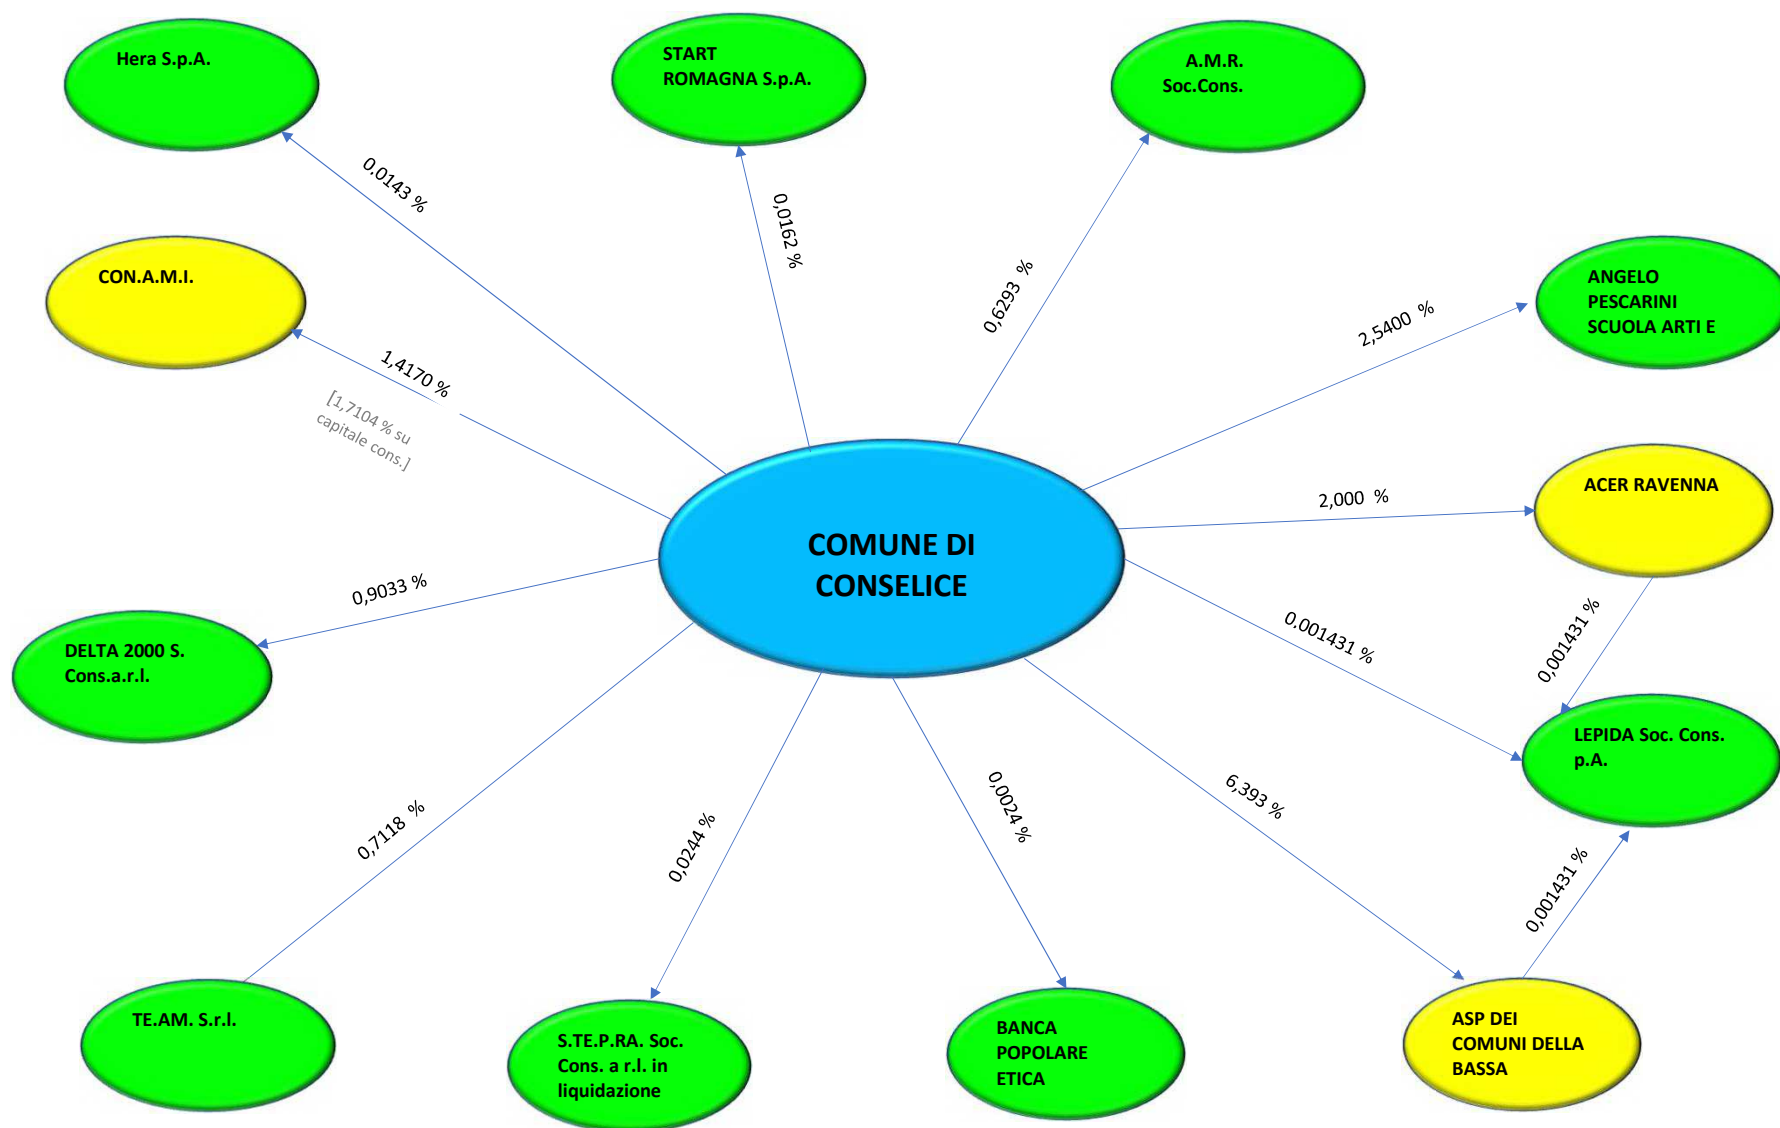 Hera S.p.A.
START
ROMAGNA S.p.A.
A.M.R.
Soc.Cons.
0.0143 %
0,0162 %
0,6293 %
CON.A.M.I.
ANGELO
PESCARINI
SCUOLA ARTI E
2,5400 %
1,4170 %
[1,7104 % su
capitale cons.]
ACER RAVENNA
2,000 %
COMUNE DI
CONSELICE
0,9033 %
0.001431 %
0,001431 %
DELTA 2000 S.
Cons.a.r.l.
LEPIDA Soc. Cons.
p.A.
0,7118 %
0,0244 %
0,0024 %
6,393 %
0,001431 %
TE.AM. S.r.l.
S.TE.P.RA. Soc.
Cons. a r.l. in
liquidazione
BANCA
POPOLARE
ETICA
ASP DEI
COMUNI DELLA
BASSA